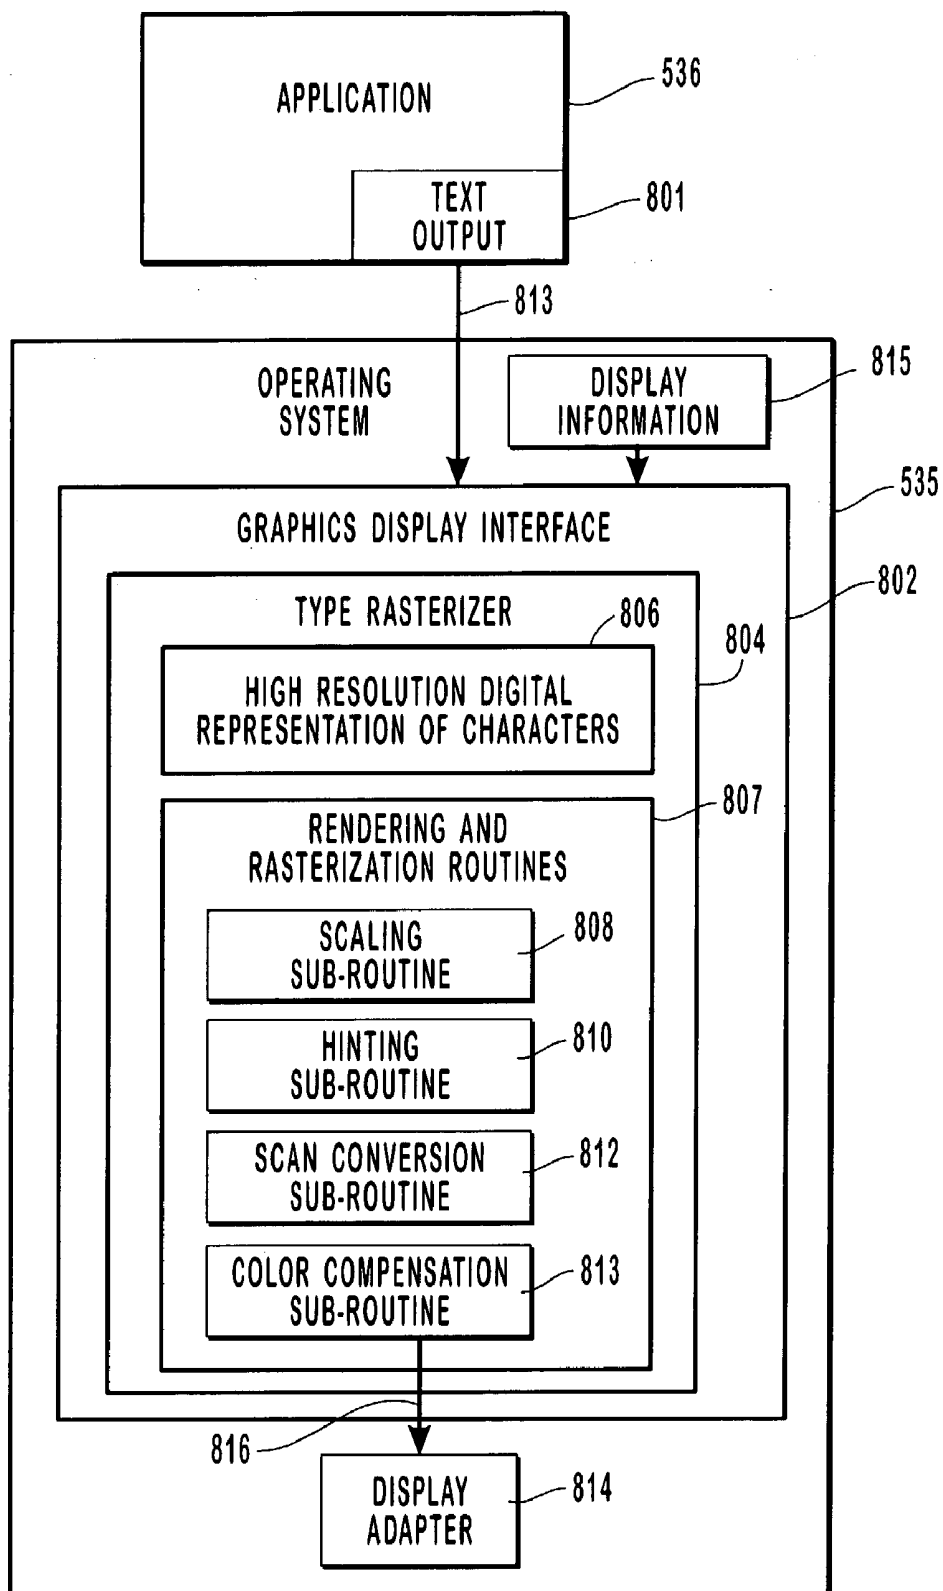 APPLICATION
536
TEXT
OUTPUT
801
813
OPERATING
SYSTEM
DISPLAY
INFORMATION
815
535
GRAPHICS DISPLAY INTERFACE
802
TYPE RASTERIZER
806
804
HIGH RESOLUTION DIGITAL
REPRESENTATION OF CHARACTERS
807
RENDERING AND
RASTERIZATION ROUTINES
SCALING
SUB-ROUTINE
808
HINTING
SUB-ROUTINE
810
SCAN CONVERSION
SUB-ROUTINE
812
COLOR COMPENSATION
SUB-ROUTINE
813
816
DISPLAY
ADAPTER
814